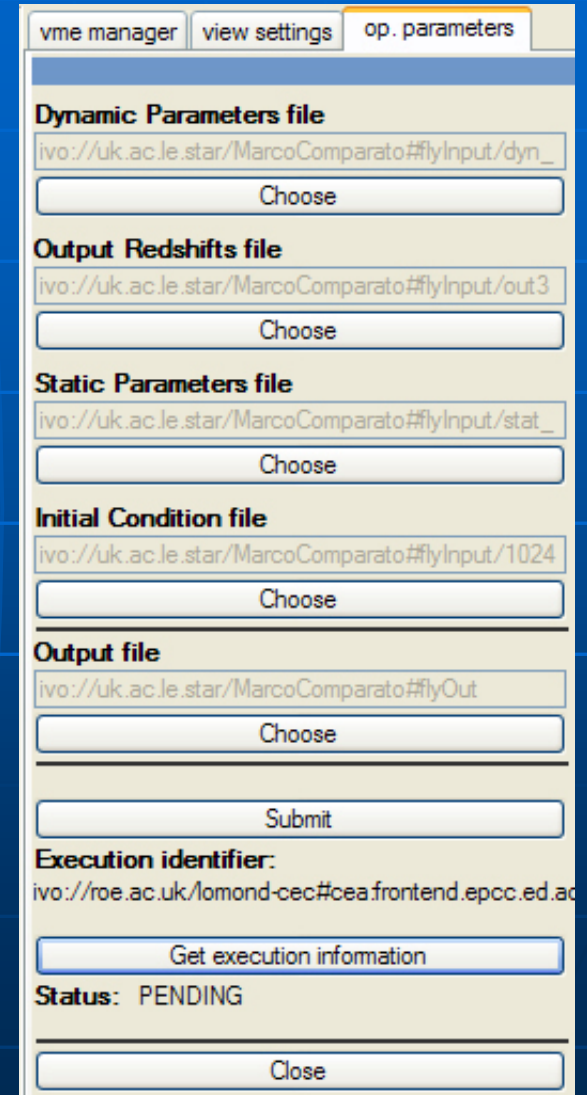 vme manager view settings op. parameters
Dynamic Parameters file
ivo://uk.ac.le.star/MarcoComparato#flyInput/dyn_
Choose
Output Redshifts file
ivo://uk.ac.le.star/MarcoComparato#flyInput/out3
Choose
Static Parameters file
ivo://uk.ac.le.star/MarcoComparato#flyInput/stat_
Choose
Initial Condition file
ivo://uk.ac.le.star/MarcoComparato#flyInput/1024
Choose
Output file
ivo://uk.ac.le.star/MarcoComparato#flyOut
Choose
Submit
Execution identifier:
ivo://roe.ac.uk/lomond-cec#cea:frontend.epcc.ed.ac
Get execution information
Status: PENDING
Close